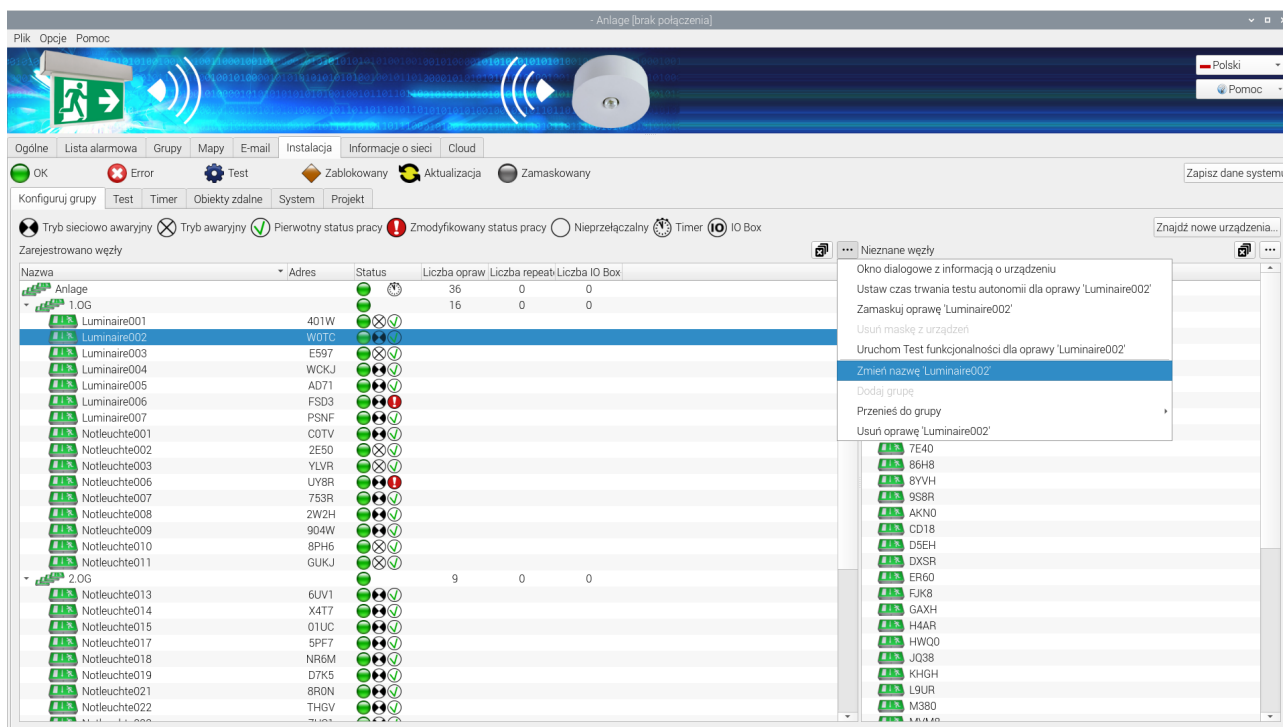 - Anlage [brak połączenia]
Plik Opcje Pomoc
Polski
Pomoc
Ogólne Lista alarmowa Grupy Mapy E-mail Instalacja Informacje o sieci Cloud
OK Error Test Zablokowany Aktualizacja Zamaskowany Zapisz dane systemu
Konfiguruj grupy Test Timer Obiekty zdalne System Projekt
Tryb sieciowo awaryjny Tryb awaryjny Pierwotny status pracy Zmodyfikowany status pracy Nieprzełączalny Timer IO IO Box Znajdź nowe urządzenia...
Zarejestrowano węzły ... Nieznane węzły ...
Nazwa Adres Status Liczba opraw Liczba repeat Liczba IO Box
Anlage 36 0 0
1.OG 16 0 0
Luminaire001 401W
Luminaire002 W0TC
Luminaire003 E597
Luminaire004 WCKJ
Luminaire005 AD71
Luminaire006 FSD3
Luminaire007 PSNF
Notleuchte001 C0TV
Notleuchte002 2E50
Notleuchte003 YLVR
Notleuchte006 UY8R
Notleuchte007 753R
Notleuchte008 2W2H
Notleuchte009 904W
Notleuchte010 8PH6
Notleuchte011 GUKJ
2.OG 9 0 0
Notleuchte013 6UV1
Notleuchte014 X4T7
Notleuchte015 01UC
Notleuchte017 5PF7
Notleuchte018 NR6M
Notleuchte019 D7K5
Notleuchte021 8R0N
Notleuchte022 THGV
Okno dialogowe z informacją o urządzeniu
Ustaw czas trwania testu autonomii dla oprawy 'Luminaire002'
Zamaskuj oprawę 'Luminaire002'
Usuń maskę z urządzeń
Uruchom Test funkcjonalności dla oprawy 'Luminaire002'
Zmień nazwę 'Luminaire002'
Dodaj grupę
Przenieś do grupy
Usuń oprawę 'Luminaire002'
7E40
86H8
8YVH
9S8R
AKN0
CD18
D5EH
DXSR
ER60
FJK8
GAXH
H4AR
HWQ0
JQ38
KHGH
L9UR
M380